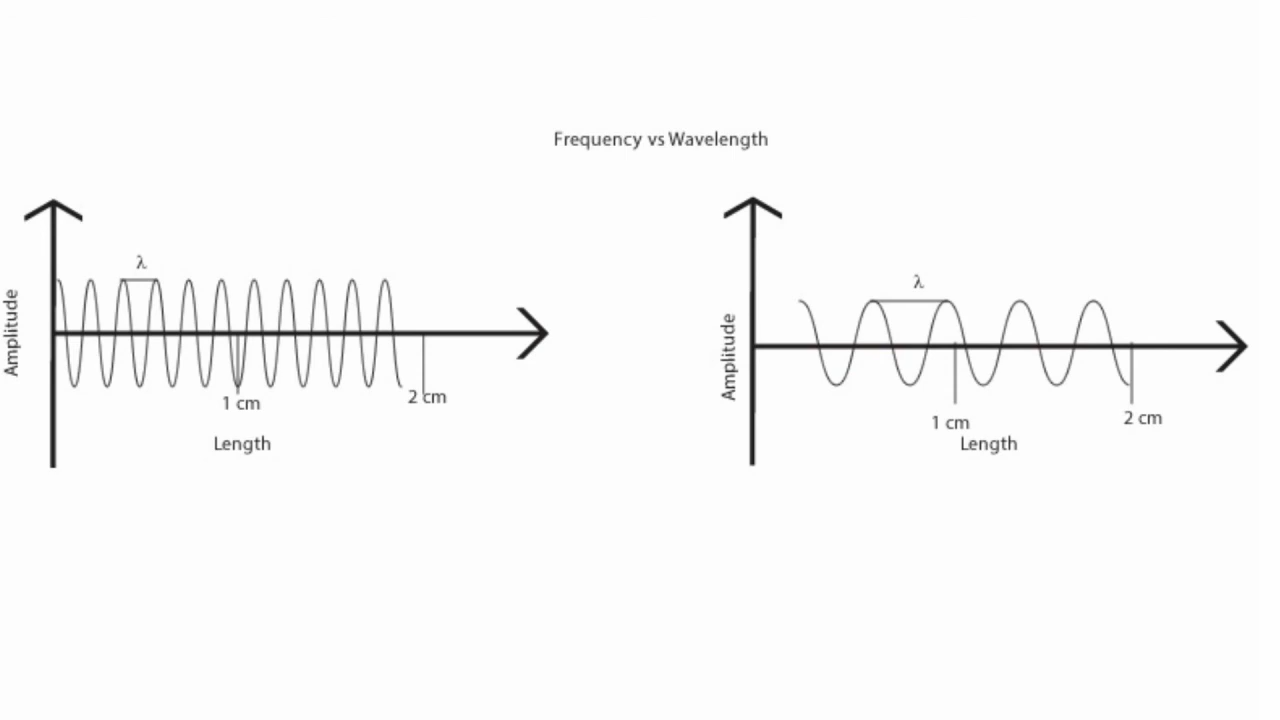 Frequency vs Wavelength
Amplitude
λ
1 cm
2 cm
Length
Amplitude
λ
1 cm
2 cm
Length